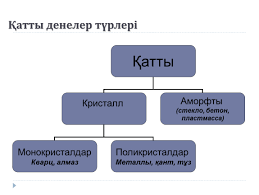 Қатты денелер түрлері
Қатты
Кристалл
Аморфты
(стекло, бетон,
пластмасса)
Монокристалдар
Кварц, алмаз
Поликристалдар
Металлы, қант, тұз